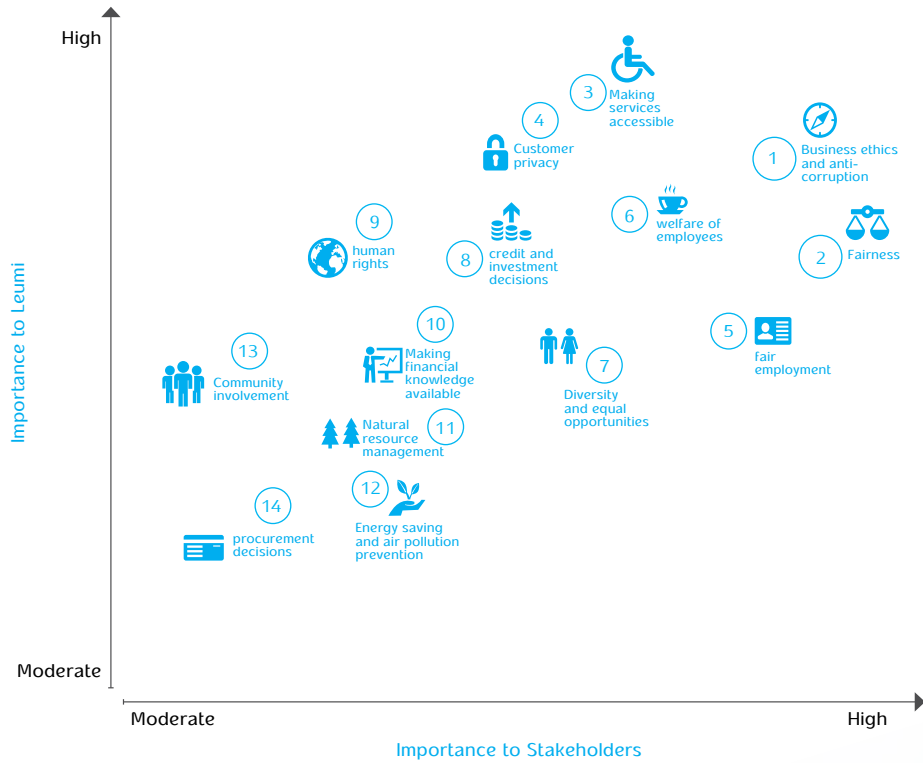 High
3
Making
services
accessible
4
Customer
privacy
1
Business ethics
and anti-
corruption
9
human
rights
8
credit and
investment
decisions
6
welfare of
employees
2
Fairness
Importance to Leumi
13
Community
involvement
10
Making
financial
knowledge
available
7
Diversity
and equal
opportunities
5
fair
employment
Natural
resource
management
11
12
Energy saving
and air pollution
prevention
14
procurement
decisions
Moderate
Moderate
High
Importance to Stakeholders